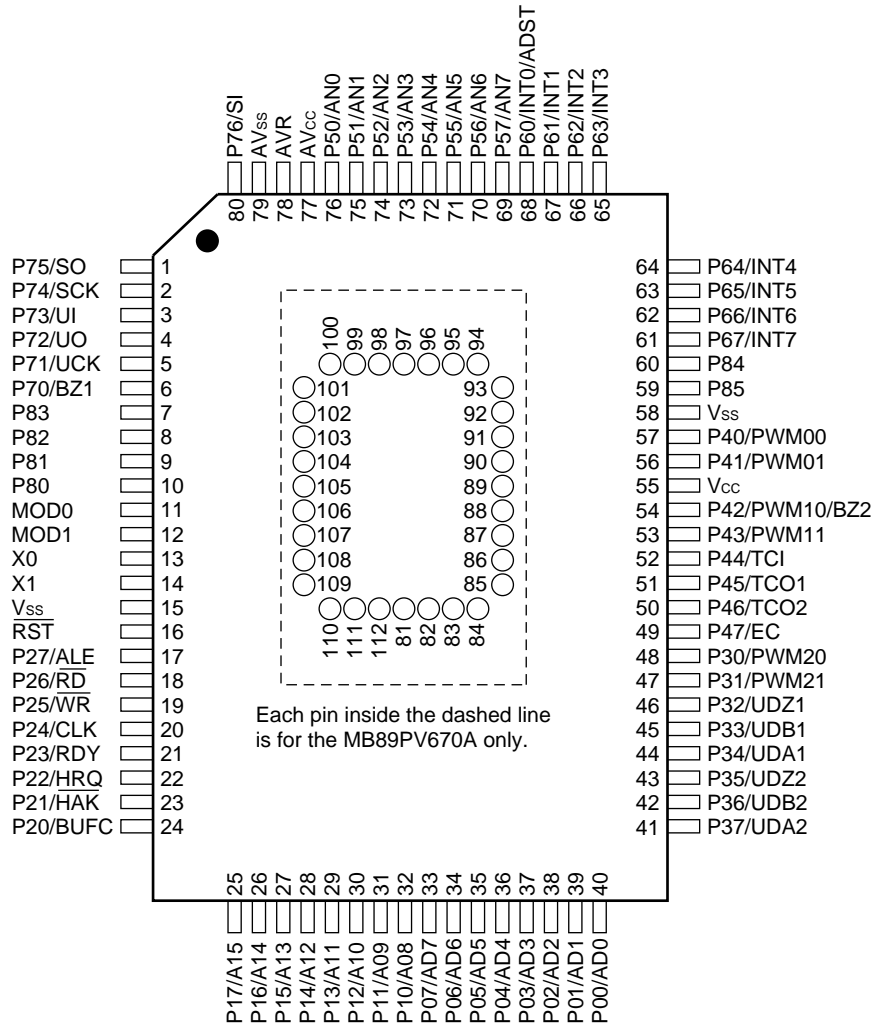 P76/SI
AVss
AVR
AVcc
P50/AN0
P51/AN1
P52/AN2
P53/AN3
P54/AN4
P55/AN5
P56/AN6
P57/AN7
P60/INT0/ADST
P61/INT1
P62/INT2
P63/INT3
80
79
78
77
76
75
74
73
72
71
70
69
68
67
66
65
P75/SO 1
P74/SCK 2
P73/UI 3
P72/UO 4
P71/UCK 5
P70/BZ1 6
P83 7
P82 8
P81 9
P80 10
MOD0 11
MOD1 12
X0 13
X1 14
Vss 15
RST 16
P27/ALE 17
P26/RD 18
P25/WR 19
P24/CLK 20
P23/RDY 21
P22/HRQ 22
P21/HAK 23
P20/BUFC 24
100
99
98
97
96
95
94
101
102
103
104
105
106
107
108
109
93
92
91
90
89
88
87
86
85
110
111
112
81
82
83
84
Each pin inside the dashed line
is for the MB89PV670A only.
64 P64/INT4
63 P65/INT5
62 P66/INT6
61 P67/INT7
60 P84
59 P85
58 Vss
57 P40/PWM00
56 P41/PWM01
55 Vcc
54 P42/PWM10/BZ2
53 P43/PWM11
52 P44/TCI
51 P45/TCO1
50 P46/TCO2
49 P47/EC
48 P30/PWM20
47 P31/PWM21
46 P32/UDZ1
45 P33/UDB1
44 P34/UDA1
43 P35/UDZ2
42 P36/UDB2
41 P37/UDA2
25
26
27
28
29
30
31
32
33
34
35
36
37
38
39
40
P17/A15
P16/A14
P15/A13
P14/A12
P13/A11
P12/A10
P11/A09
P10/A08
P07/AD7
P06/AD6
P05/AD5
P04/AD4
P03/AD3
P02/AD2
P01/AD1
P00/AD0